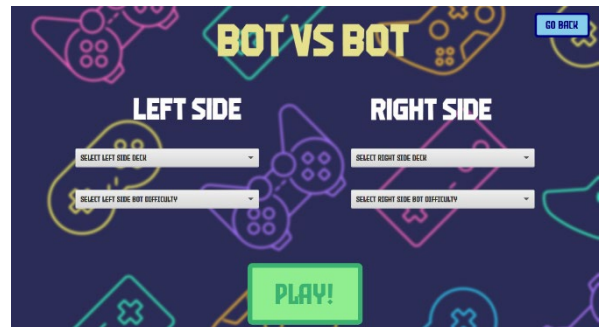 BOT VS BOT
GO BACK
LEFT SIDE
RIGHT SIDE
SELECT LEFT SIDE DECK
SELECT RIGHT SIDE DECK
SELECT LEFT SIDE BOT DIFFICULTY
SELECT RIGHT SIDE BOT DIFFICULTY
PLAY!